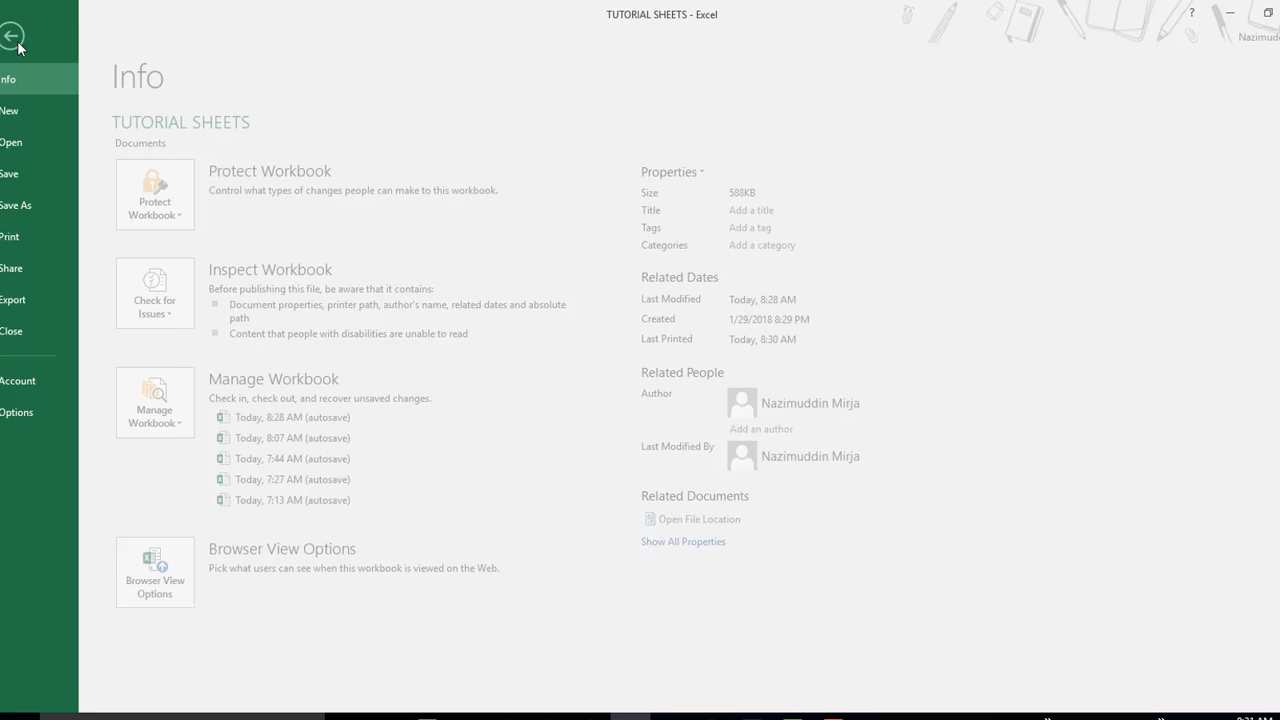 TUTORIAL SHEETS - Excel
?
Info
New
Open
Save
Save As
Print
Share
Export
Close
Account
Options
Info
TUTORIAL SHEETS
Documents
Protect Workbook
Protect Workbook
Control what types of changes people can make to this workbook.
Check for Issues
Inspect Workbook
Before publishing this file, be aware that it contains:
Document properties, printer path, author's name, related dates and absolute
path
Content that people with disabilities are unable to read
Manage Workbook
Manage Workbook
Check in, check out, and recover unsaved changes.
Today, 8:28 AM (autosave)
Today, 8:07 AM (autosave)
Today, 7:44 AM (autosave)
Today, 7:27 AM (autosave)
Today, 7:13 AM (autosave)
Browser View Options
Browser View Options
Pick what users can see when this workbook is viewed on the Web.
Properties
Size 588KB
Title Add a title
Tags Add a tag
Categories Add a category
Related Dates
Last Modified Today, 8:28 AM
Created 1/29/2018 8:29 PM
Last Printed Today, 8:30 AM
Related People
Author Nazimuddin Mirja
Add an author
Last Modified By Nazimuddin Mirja
Related Documents
Open File Location
Show All Properties